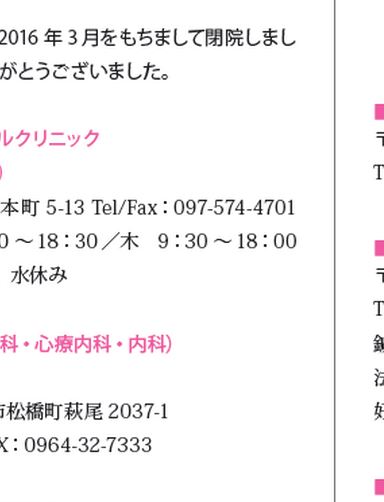 2016 年 3 月をもちまして閉院しまし
がとうございました。
ルクリニック
)
本町 5-13 Tel/Fax：097-574-4701
0 〜 18：30／木　9：30 〜 18：00
水休み
科・心療内科・内科）
市松橋町萩尾 2037-1
X：0964-32-7333
■
〒
T
■
〒
T
鍼
法
好
■